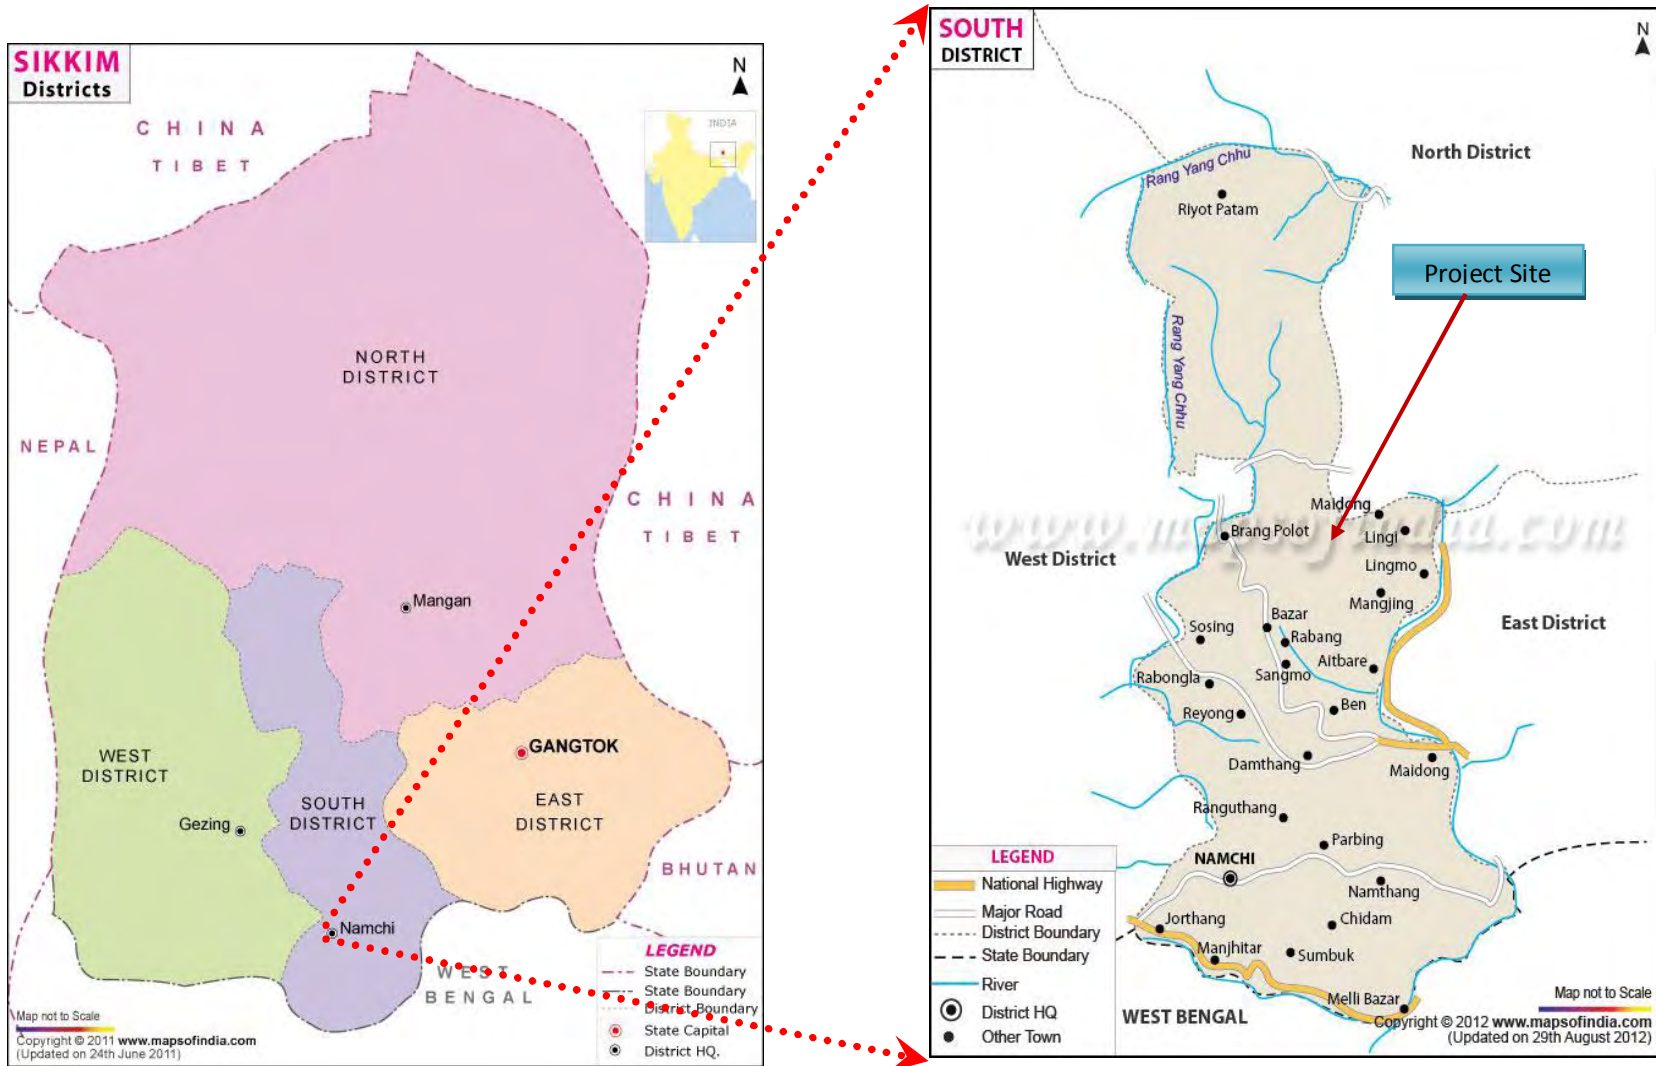 SIKKIM
Districts
N
CHINA
TIBET
INDIA
NORTH
DISTRICT
NEPAL
CHINA
TIBET
Mangan
GANGTOK
WEST
DISTRICT
SOUTH
DISTRICT
EAST
DISTRICT
Gezing
BHUTAN
Namchi
WEST
BENGAL
LEGEND
State Boundary
State Boundary
District Boundary
State Capital
District HQ.
Map not to Scale
Copyright © 2011 www.mapsofindia.com
(Updated on 24th June 2011)
SOUTH
DISTRICT
N
North District
Rang Yang Chhu
Riyot Patam
Project Site
Rang Yang Chhu
Maidong
www.mapsofindia.com
Brang Polot
Lingi
West District
Lingmo
Mangjing
Bazar
East District
Sosing
Rabang
Aitbare
Sangmo
Rabongla
Ben
Reyong
Damthang
Maidong
Ranguthang
Parbing
NAMCHI
Namthang
Jorthang
Chidam
Manjhitar
Sumbuk
Melli Bazar
WEST BENGAL
LEGEND
National Highway
Major Road
District Boundary
State Boundary
River
District HQ
Other Town
Map not to Scale
Copyright © 2012 www.mapsofindia.com
(Updated on 29th August 2012)